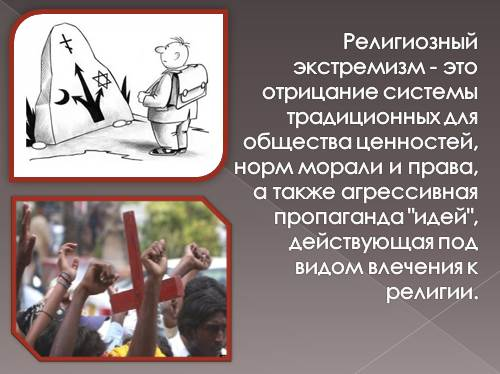 Религиозный
экстремизм - это
отрицание системы
традиционных для
общества ценностей,
норм морали и права,
а также агрессивная
пропаганда "идей",
действующая под
видом влечения к
религии.